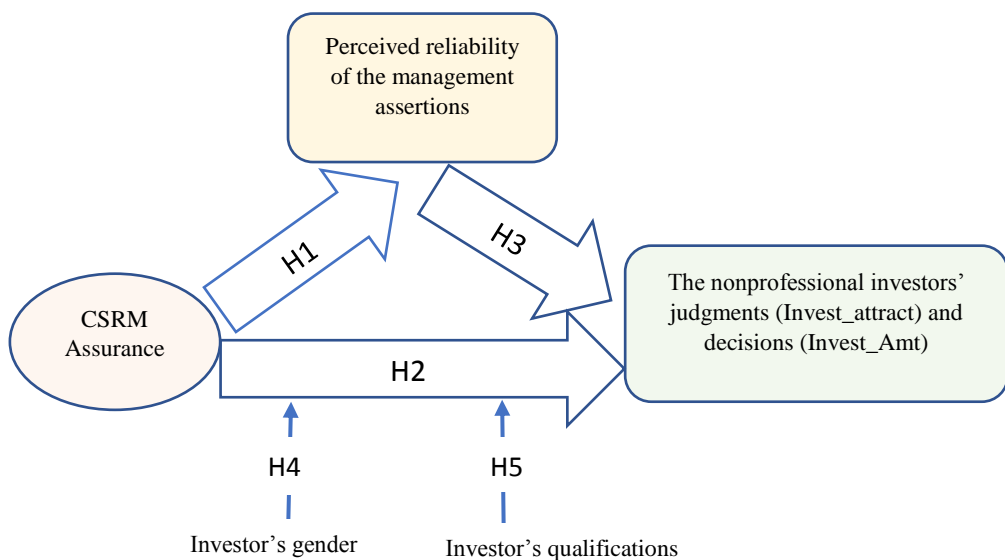 Perceived reliability
of the management
assertions
H1
H3
CSRM
Assurance
The nonprofessional investors’
judgments (Invest_attract) and
decisions (Invest_Amt)
H2
H4
H5
Investor’s gender
Investor’s qualifications